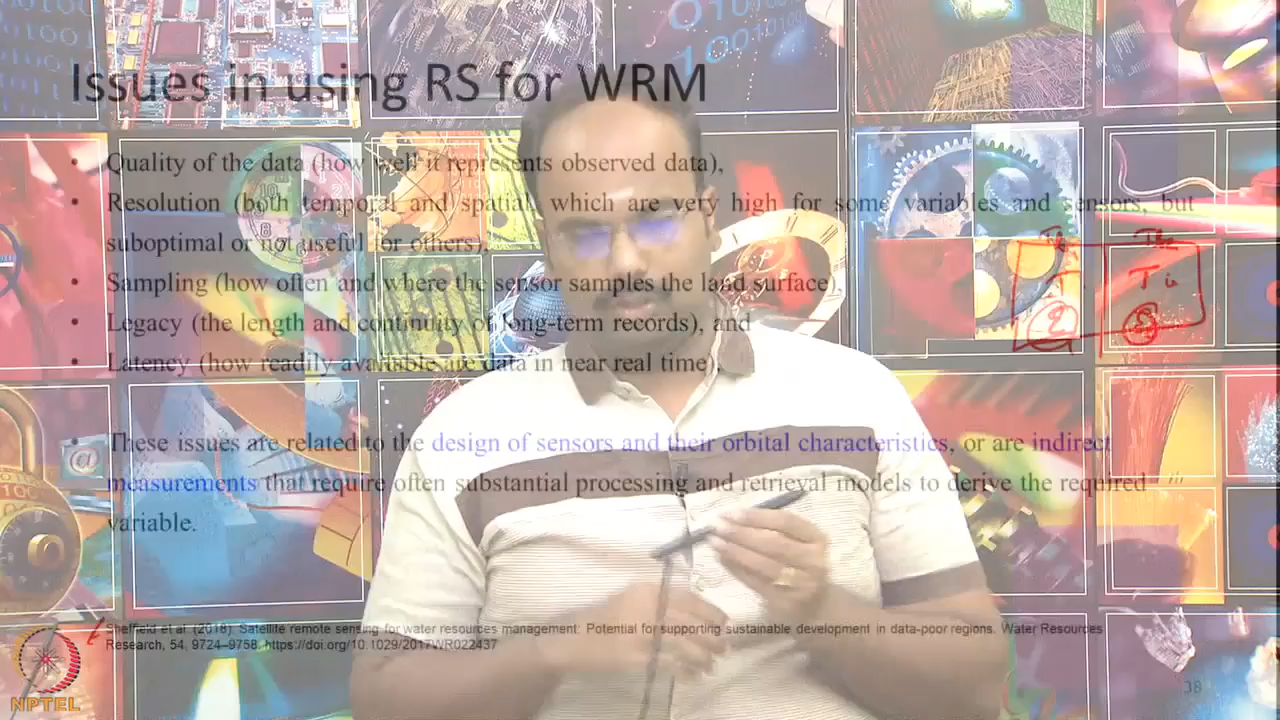 Issues in using RS for WRM
• Quality of the data (how well it represents observed data),
• Resolution (both temporal and spatial, which are very high for some variables and sensors, but
suboptimal or not useful for others),
• Sampling (how often and where the sensor samples the land surface),
• Legacy (the length and continuity of long-term records), and
• Latency (how readily available are data in near real time).
• These issues are related to the design of sensors and their orbital characteristics, or are indirect
measurements that require often substantial processing and retrieval models to derive the required
variable.
Sheffield et al. (2018). Satellite remote sensing for water resources management: Potential for supporting sustainable development in data-poor regions. Water Resources
Research, 54, 9724–9758. https://doi.org/10.1029/2017WR022437
38
NPTEL